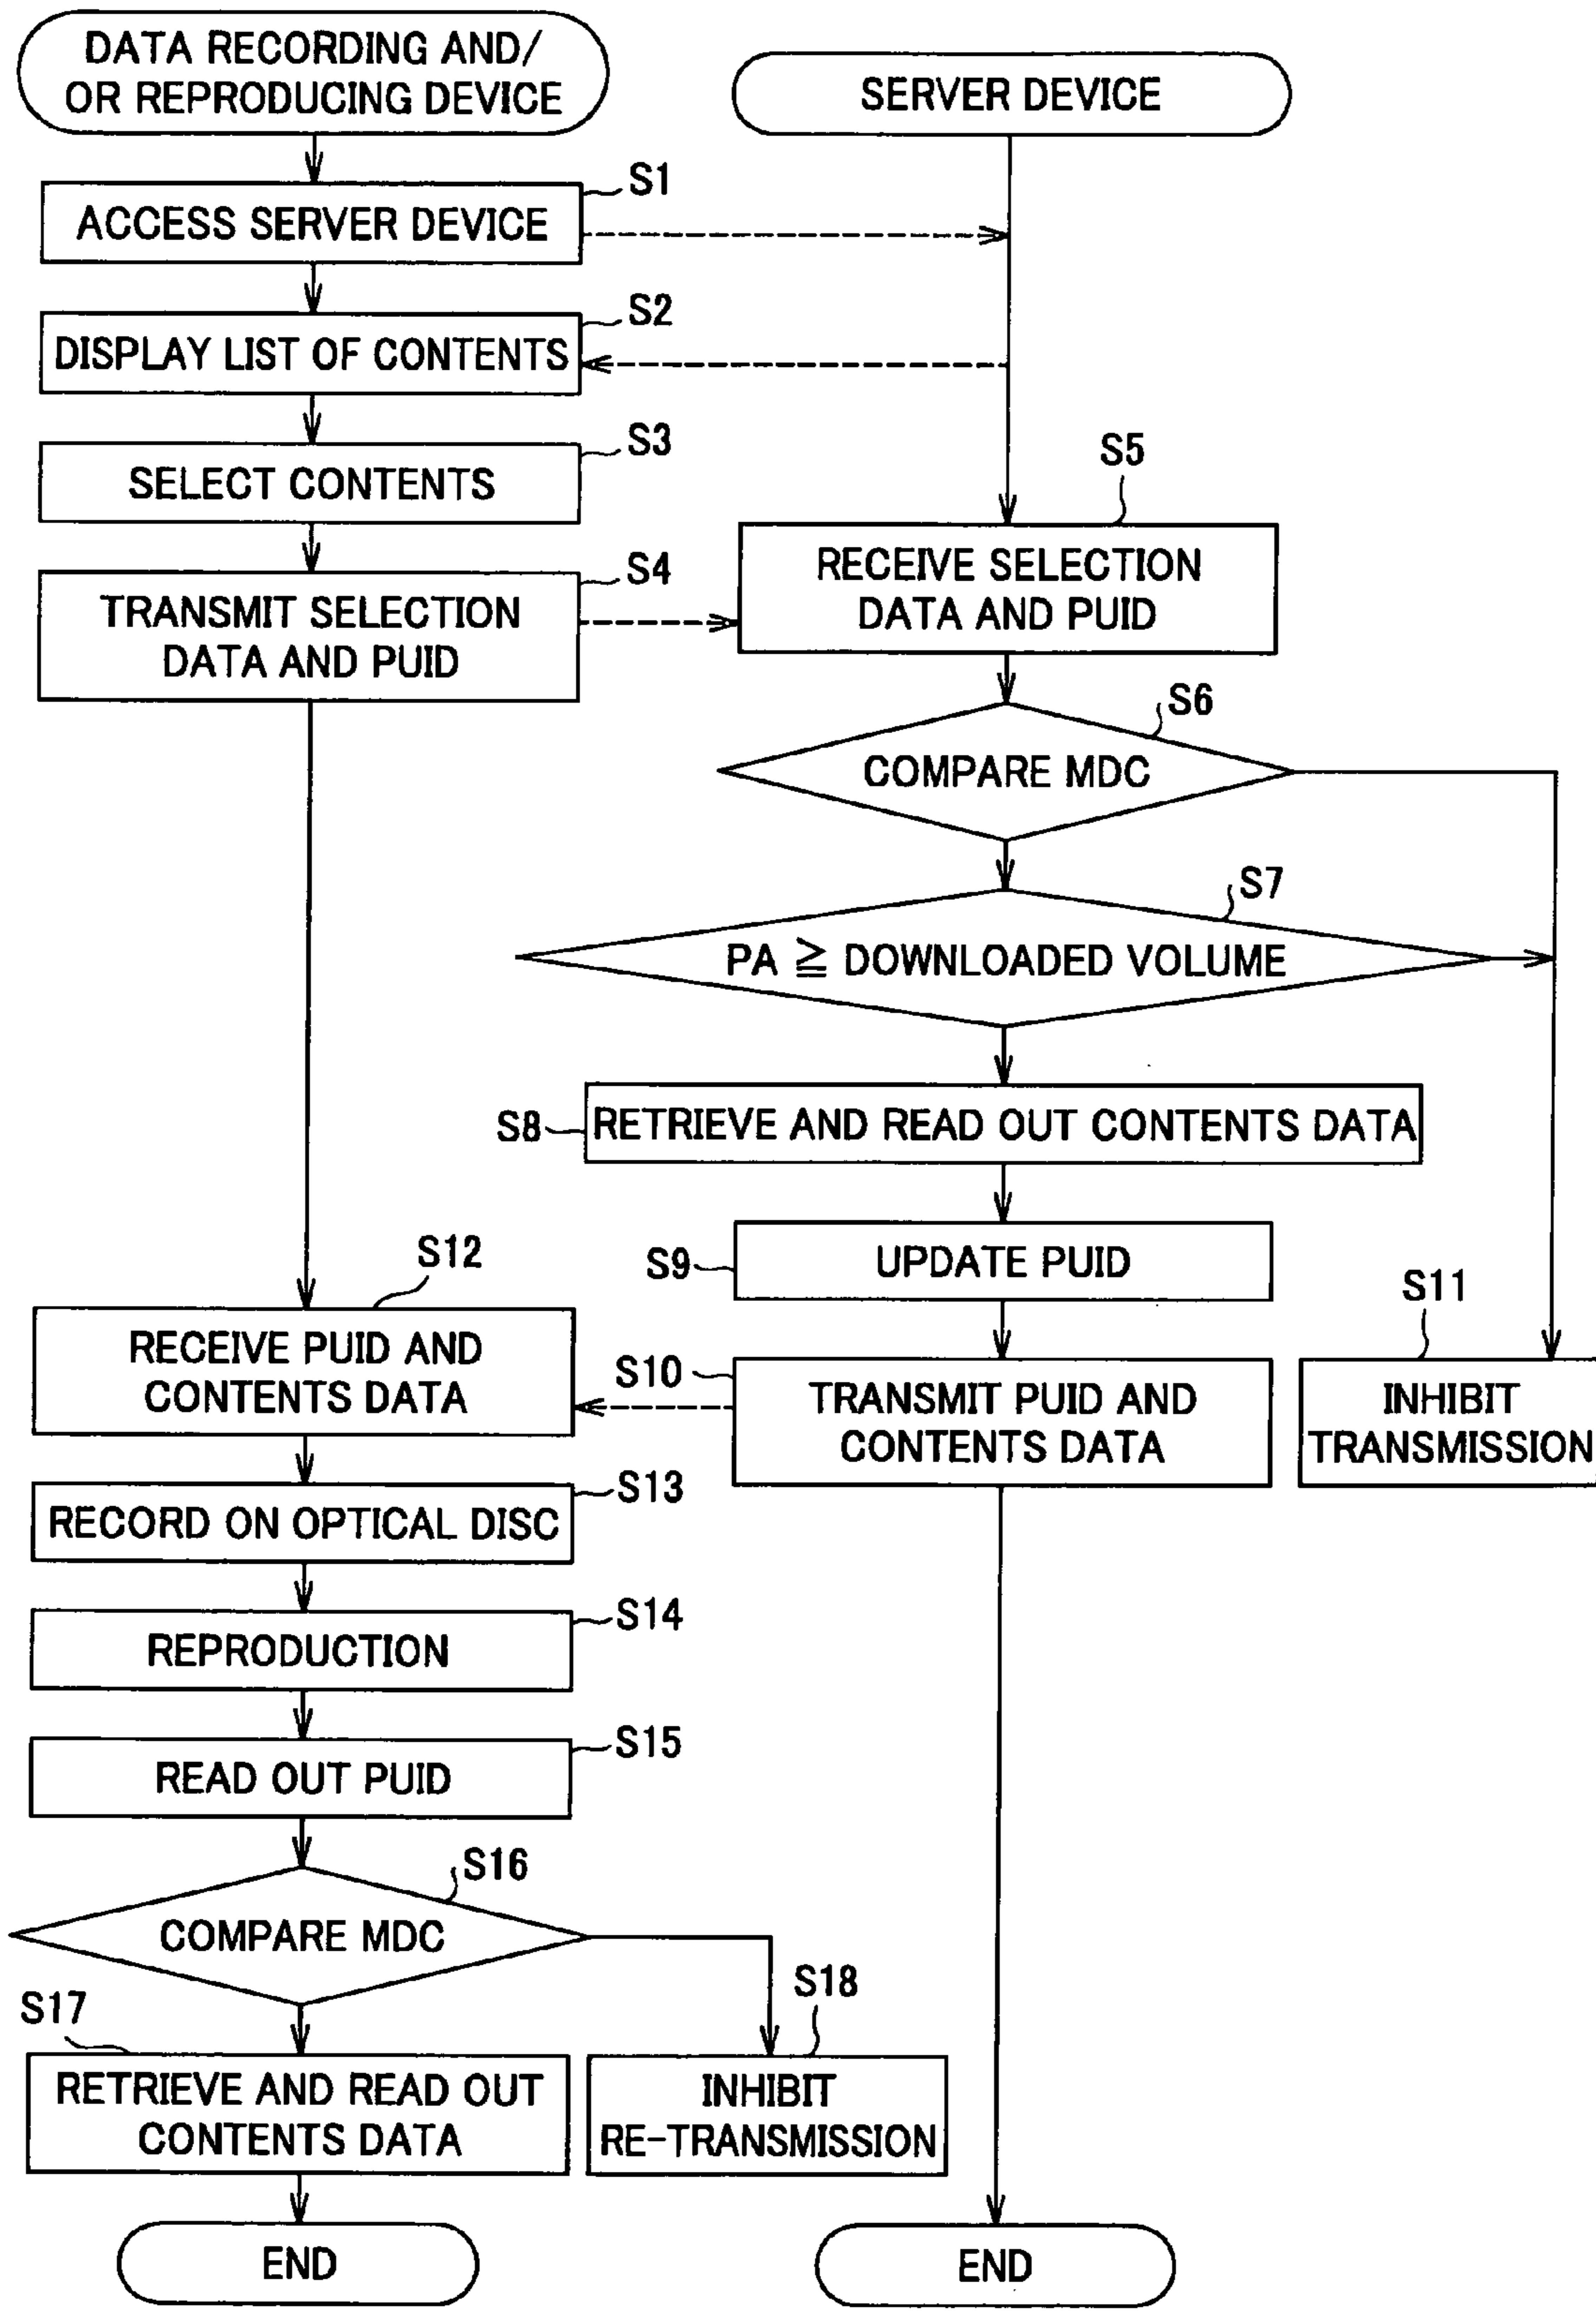 DATA RECORDING AND/
OR REPRODUCING DEVICE
SERVER DEVICE
S1
ACCESS SERVER DEVICE
S2
DISPLAY LIST OF CONTENTS
S3
SELECT CONTENTS
S4
TRANSMIT SELECTION
DATA AND PUID
S5
RECEIVE SELECTION
DATA AND PUID
S6
COMPARE MDC
S7
PA ≧ DOWNLOADED VOLUME
S8
RETRIEVE AND READ OUT CONTENTS DATA
S9
UPDATE PUID
S10
TRANSMIT PUID AND
CONTENTS DATA
S11
INHIBIT
TRANSMISSION
S12
RECEIVE PUID AND
CONTENTS DATA
S13
RECORD ON OPTICAL DISC
S14
REPRODUCTION
S15
READ OUT PUID
S16
COMPARE MDC
S17
RETRIEVE AND READ OUT
CONTENTS DATA
S18
INHIBIT
RE-TRANSMISSION
END
END